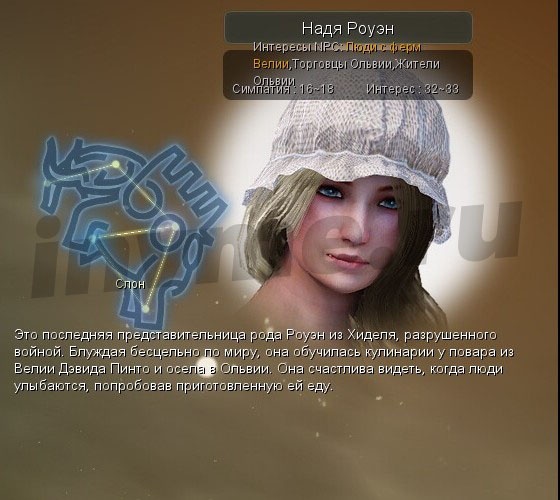 Надя Роуэн
Интересы NPC: Люди с ферм
Велии,Торговцы Ольвии,Жители
Ольвии
Симпатия : 16~18 Интерес : 32~33
Слон
Это последняя представительница рода Роуэн из Хиделя, разрушенного
войной. Блуждая бесцельно по миру, она обучилась кулинарии у повара из
Велии Дэвида Пинто и осела в Ольвии. Она счастлива видеть, когда люди
улыбаются, попробовав приготовленную ей еду.